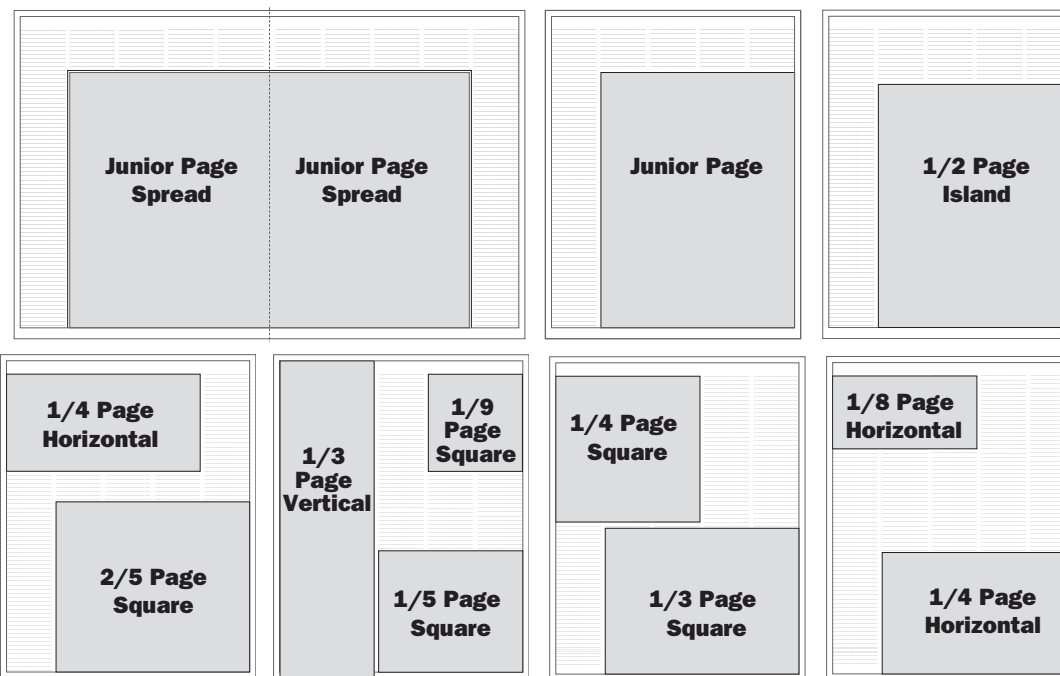 Junior Page
Spread
Junior Page
Spread
Junior Page
1/2 Page
Island
1/4 Page
Horizontal
2/5 Page
Square
1/3
Page
Vertical
1/9
Page
Square
1/5 Page
Square
1/4 Page
Square
1/3 Page
Square
1/8 Page
Horizontal
1/4 Page
Horizontal